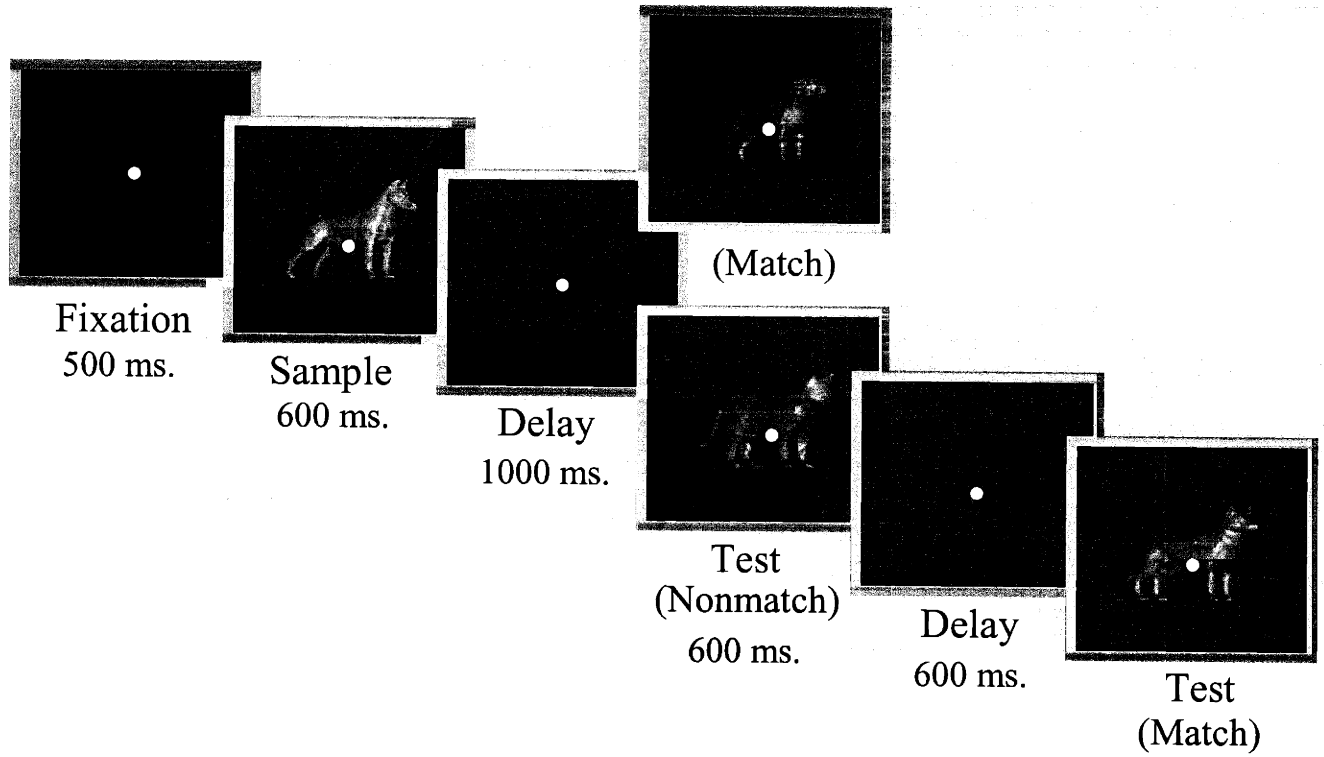 Fixation
500 ms.
Sample
600 ms.
Delay
1000 ms.
(Match)
Test
(Nonmatch)
600 ms.
Delay
600 ms.
Test
(Match)